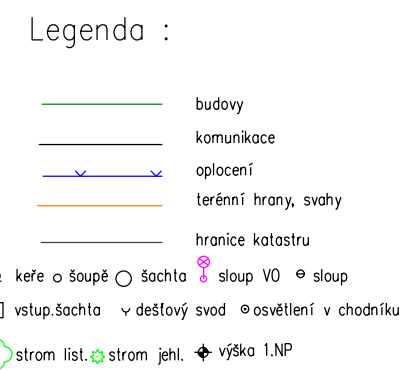 Legenda :
budovy
komunikace
oplocení
terénní hrany, svahy
hranice katastru
keře šoupě šachta sloup VO sloup
vstup.šachta dešťový svod osvětlení v chodníku
strom list. strom jehl. výška 1.NP